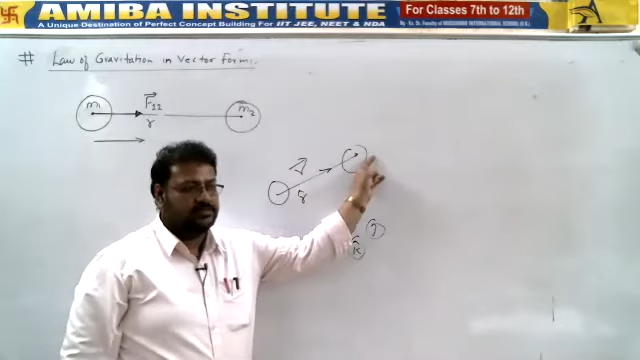 AMIBA INSTITUTE
A Unique Destination of Perfect Concept Building For IIT JEE, NEET & NDA
For Classes 7th to 12th
# Law of Gravitation in Vector Form.
m1 F12 m2
r
r